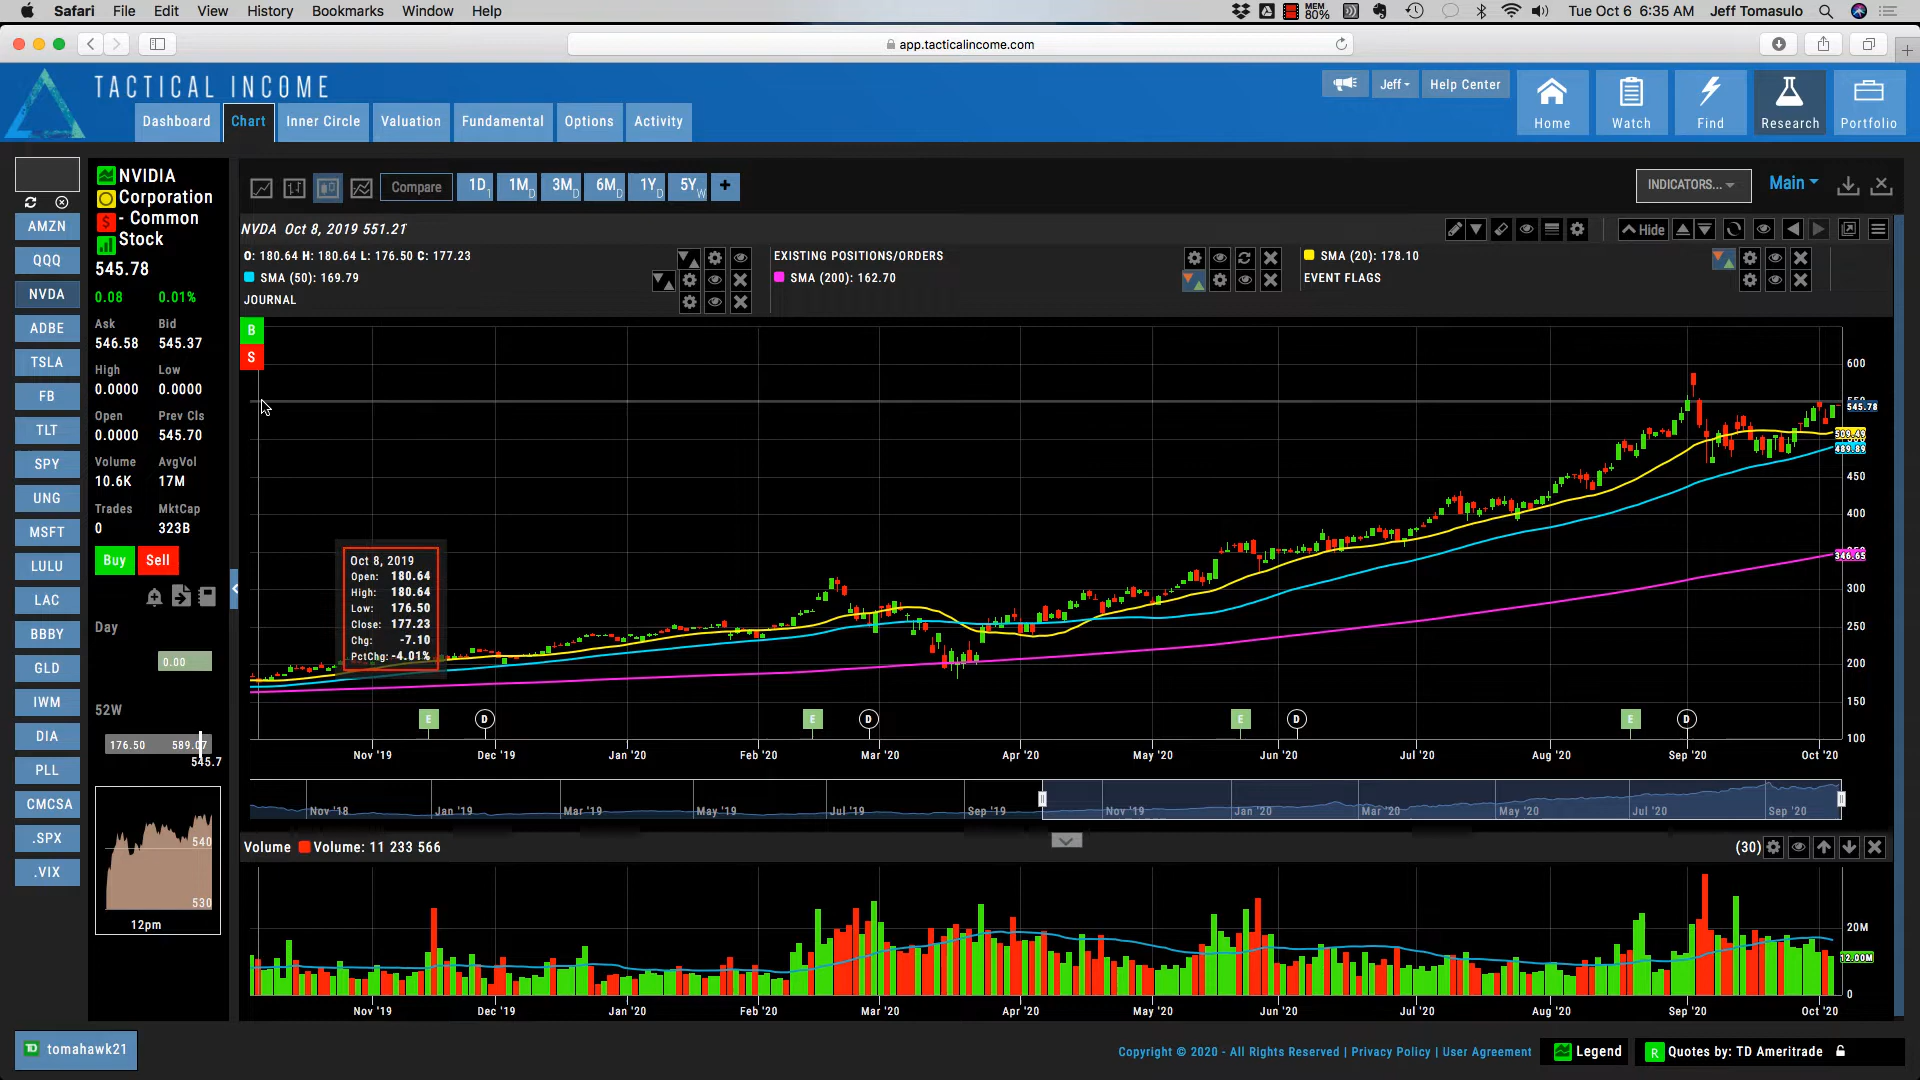 Safari File Edit View History Bookmarks Window Help
MEM 80%
Tue Oct 6 6:35 AM Jeff Tomasulo
app.tacticalincome.com
TACTICAL INCOME
Jeff Help Center
Home Watch Find Research Portfolio
Dashboard Chart Inner Circle Valuation Fundamental Options Activity
AMZN
QQQ
NVDA
ADBE
TSLA
FB
TLT
SPY
UNG
MSFT
LULU
LAC
BBBY
GLD
IWM
DIA
PLL
CMCSA
.SPX
.VIX
NVIDIA
Corporation
- Common
Stock
545.78
0.08 0.01%
Ask Bid
546.58 545.37
High Low
0.0000 0.0000
Open Prev Cls
0.0000 545.70
Volume AvgVol
10.6K 17M
Trades MktCap
0 323B
Buy Sell
Day
0.00
52W
176.50 589.07
545.7
540
530
12pm
Compare 1D 1M D 3M D 6M D 1Y D 5Y W +
INDICATORS... Main
NVDA Oct 8, 2019 551.21
Hide
O: 180.64 H: 180.64 L: 176.50 C: 177.23
EXISTING POSITIONS/ORDERS
SMA (20): 178.10
SMA (50): 169.79
SMA (200): 162.70
EVENT FLAGS
JOURNAL
B
S
600
545.78
509.49
489.89
450
400
346.65
300
250
200
150
100
Oct 8, 2019
Open: 180.64
High: 180.64
Low: 176.50
Close: 177.23
Chg: -7.10
PctChg: -4.01%
E D E D E D E D
Nov '19 Dec '19 Jan '20 Feb '20 Mar '20 Apr '20 May '20 Jun '20 Jul '20 Aug '20 Sep '20 Oct '20
Nov '18 Jan '19 Mar '19 May '19 Jul '19 Sep '19 Nov '19 Jan '20 Mar '20 May '20 Jul '20 Sep '20
Volume Volume: 11 233 566
(30)
20M
12.00M
0
Nov '19 Dec '19 Jan '20 Feb '20 Mar '20 Apr '20 May '20 Jun '20 Jul '20 Aug '20 Sep '20 Oct '20
tomahawk21
Copyright © 2020 - All Rights Reserved | Privacy Policy | User Agreement
Legend
R Quotes by: TD Ameritrade